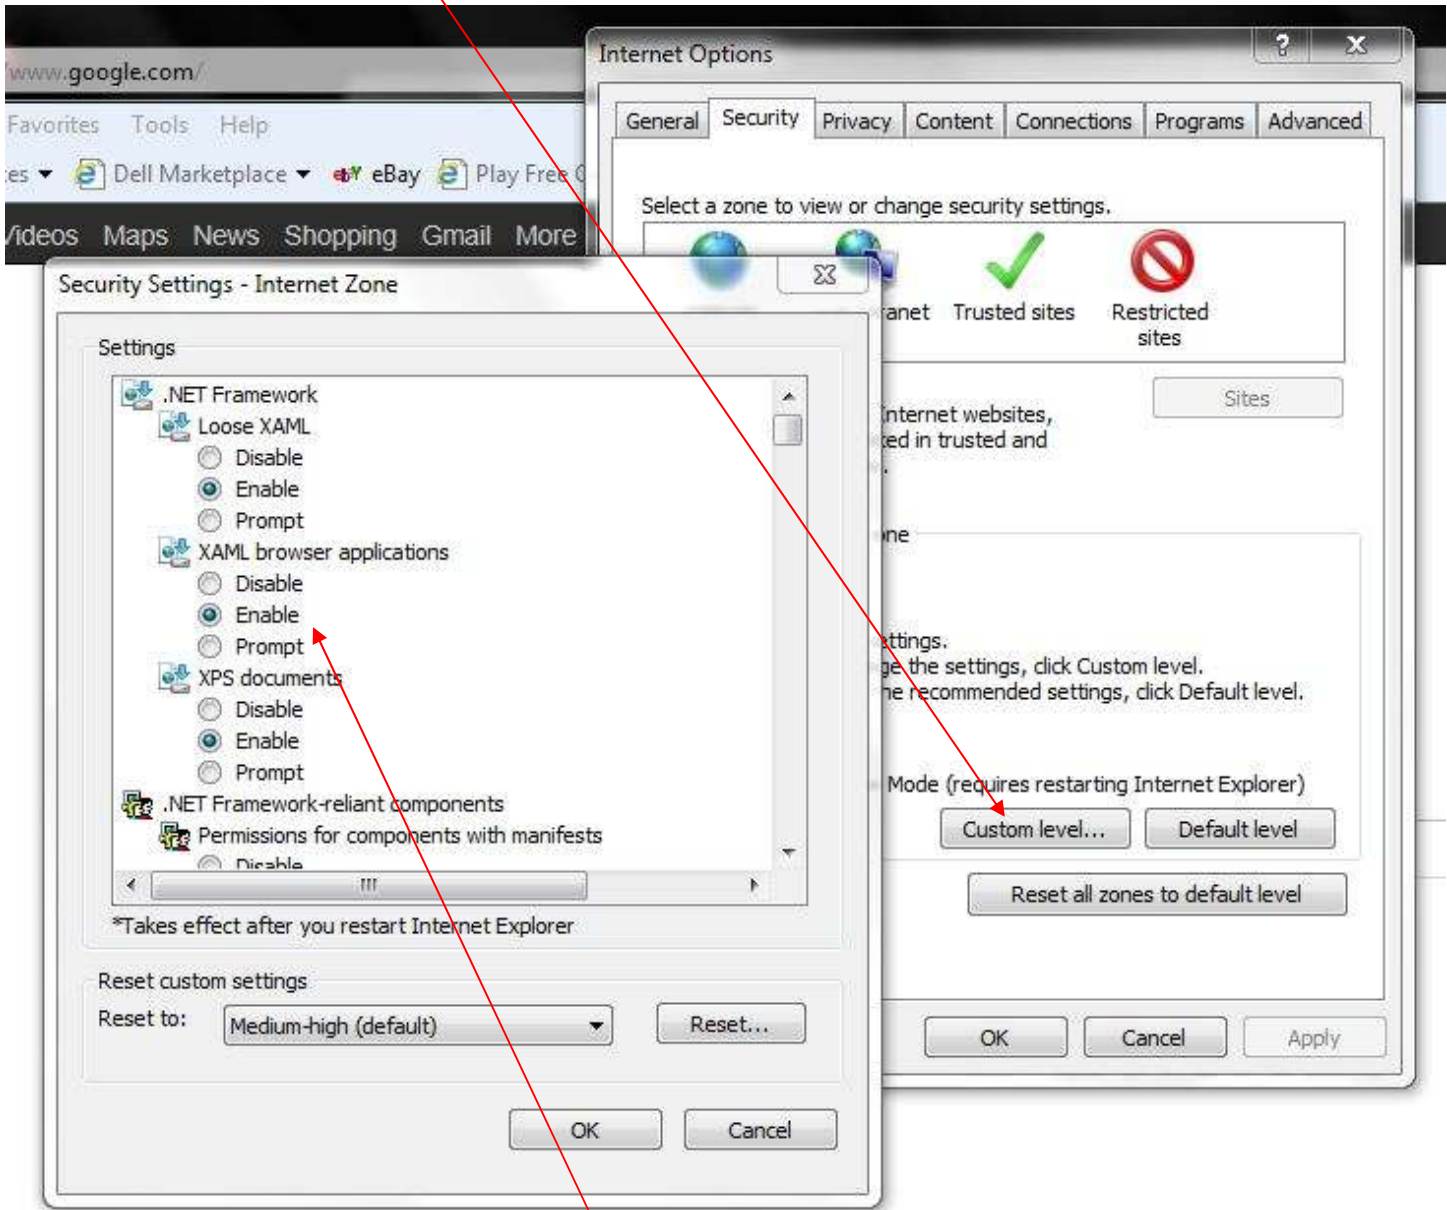 www.google.com/
Favorites Tools Help
es Dell Marketplace eBay Play Free
Videos Maps News Shopping Gmail More
Internet Options
General Security Privacy Content Connections Programs Advanced
Select a zone to view or change security settings.
Trusted sites Restricted
sites
Sites
Internet websites,
ed in trusted and
one
ettings.
ge the settings, click Custom level.
he recommended settings, click Default level.
Mode (requires restarting Internet Explorer)
Custom level... Default level
Reset all zones to default level
OK Cancel Apply
Security Settings - Internet Zone
Settings
.NET Framework
Loose XAML
Disable
Enable
Prompt
XAML browser applications
Disable
Enable
Prompt
XPS documents
Disable
Enable
Prompt
.NET Framework-reliant components
Permissions for components with manifests
Disable
*Takes effect after you restart Internet Explorer
Reset custom settings
Reset to: Medium-high (default) Reset...
OK Cancel